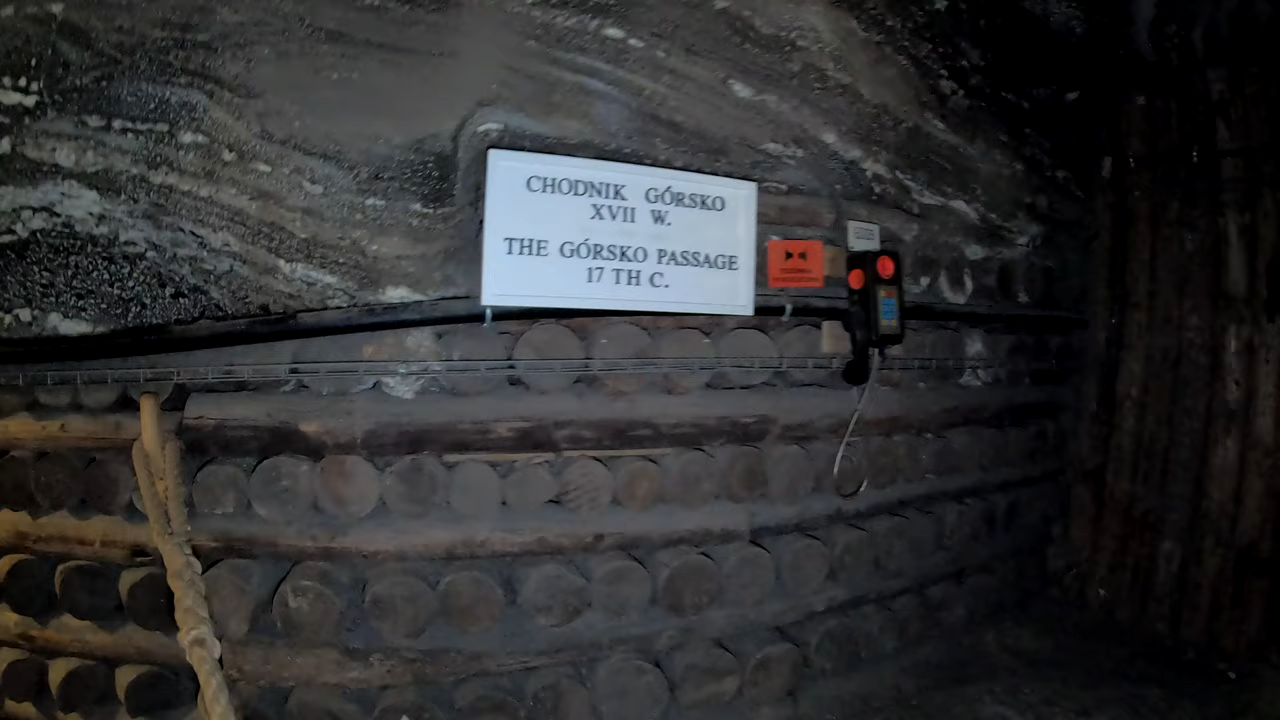 CHODNIK GÓRSKO
XVII W.
THE GÓRSKO PASSAGE
17 TH C.